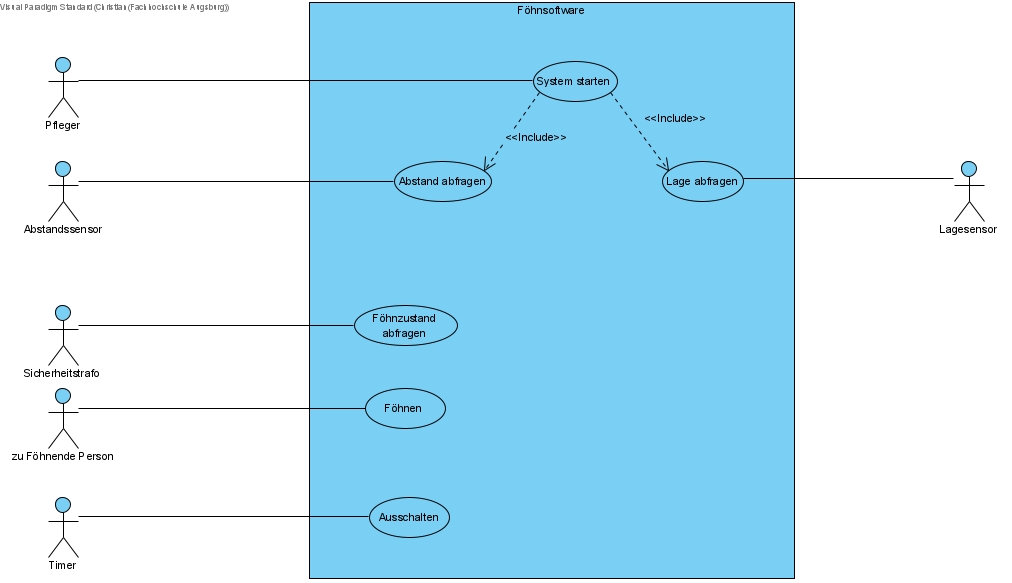 Visual Paradigm Standard (Christian (Fachhochschule Augsburg))
Föhnsoftware
System starten
Pfleger
<<Include>>
<<Include>>
Abstand abfragen
Lage abfragen
Abstandssensor
Lagesensor
Föhnzustand
abfragen
Sicherheitstrafo
Föhnen
zu Föhnende Person
Ausschalten
Timer